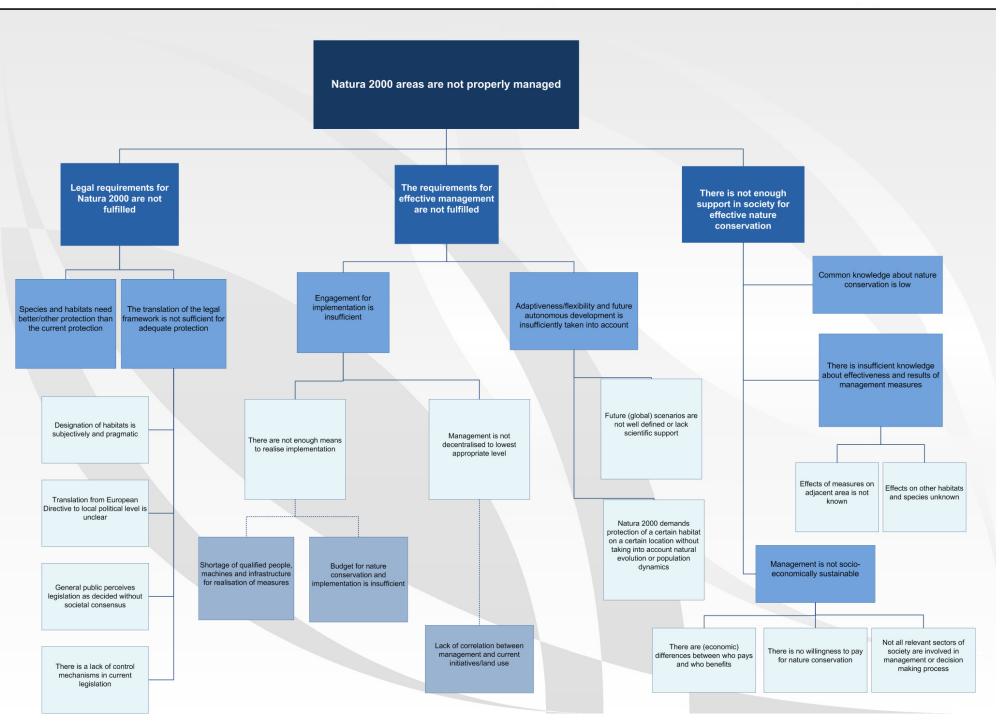 Natura 2000 areas are not properly managed
Legal requirements for
Natura 2000 are not
fulfilled
The requirements for
effective management
are not fulfilled
There is not enough
support in society for
effective nature
conservation
Species and habitats need
better/other protection than
the current protection
The translation of the legal
framework is not sufficient for
adequate protection
Engagement for
implementation is
insufficient
Adaptiveness/flexibility and future
autonomous development is
insufficiently taken into account
Common knowledge about nature
conservation is low
There is insufficient knowledge
about effectiveness and results of
management measures
Designation of habitats is
subjectively and pragmatic
There are not enough means
to realise implementation
Management is not
decentralised to lowest
appropriate level
Future (global) scenarios are
not well defined or lack
scientific support
Effects of measures on
adjacent area is not
known
Effects on other habitats
and species unknown
Translation from European
Directive to local political level is
unclear
Natura 2000 demands
protection of a certain habitat
on a certain location without
taking into account natural
evolution or population
dynamics
Shortage of qualified people,
machines and infrastructure
for realisation of measures
Budget for nature
conservation and
implementation is insufficient
Management is not socio-
economically sustainable
General public perceives
legislation as decided without
societal consensus
Lack of correlation between
management and current
initiatives/land use
There are (economic)
differences between who pays
and who benefits
There is no willingness to pay
for nature conservation
Not all relevant sectors of
society are involved in
management or decision
making process
There is a lack of control
mechanisms in current
legislation